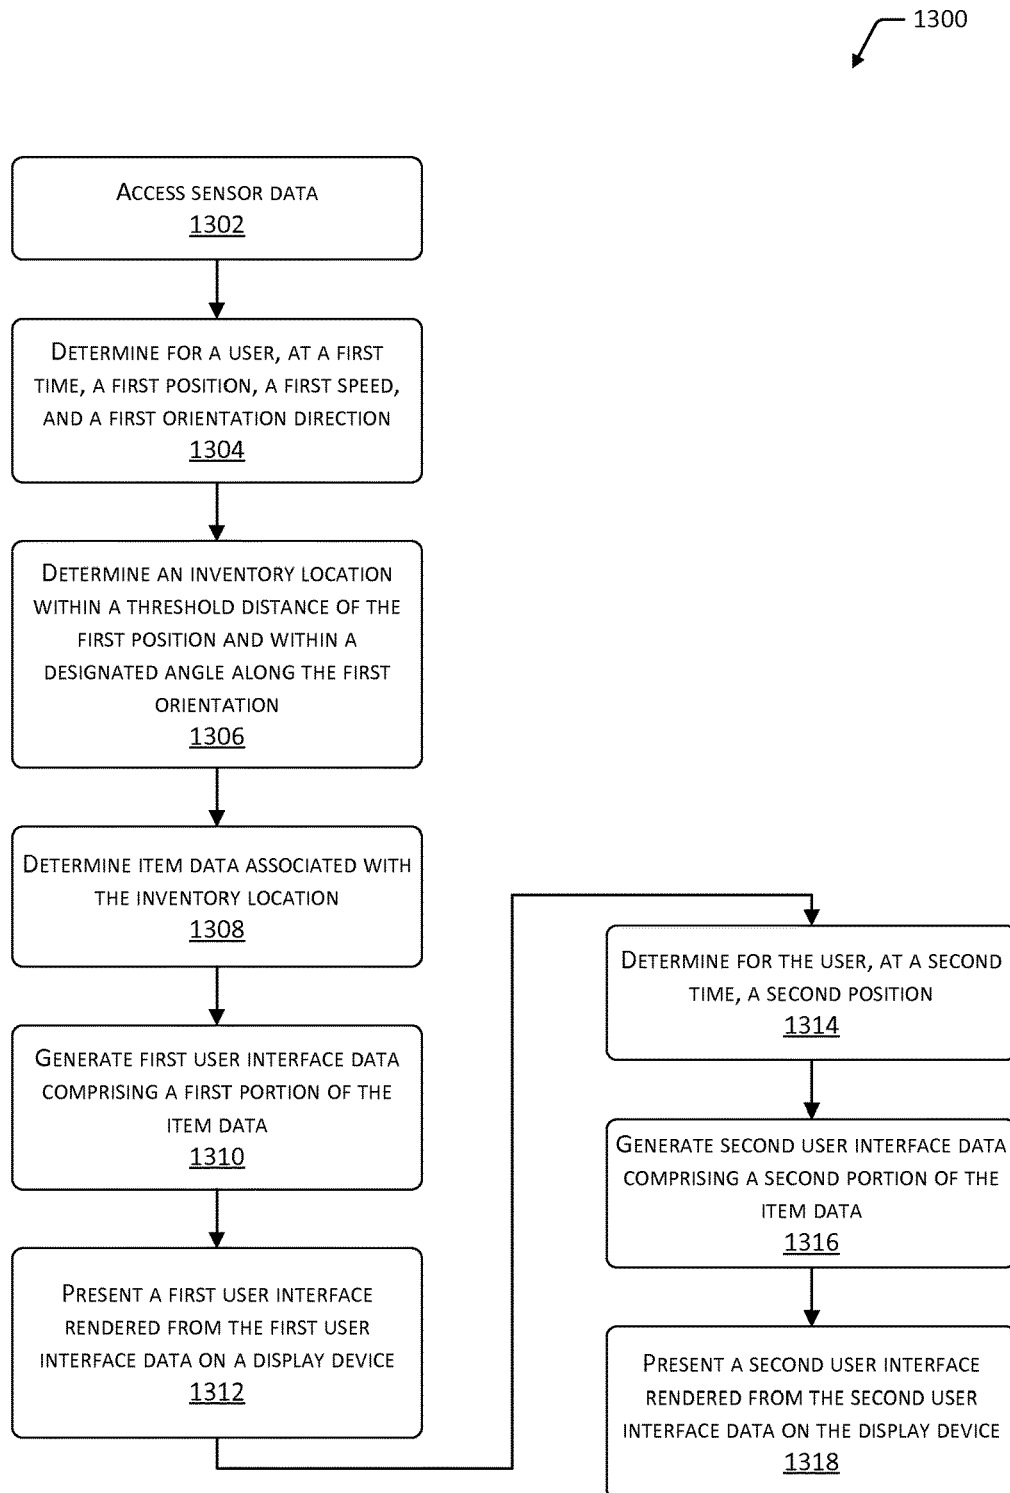 1300
ACCESS SENSOR DATA
1302
DETERMINE FOR A USER, AT A FIRST
TIME, A FIRST POSITION, A FIRST SPEED,
AND A FIRST ORIENTATION DIRECTION
1304
DETERMINE AN INVENTORY LOCATION
WITHIN A THRESHOLD DISTANCE OF THE
FIRST POSITION AND WITHIN A
DESIGNATED ANGLE ALONG THE FIRST
ORIENTATION
1306
DETERMINE ITEM DATA ASSOCIATED WITH
THE INVENTORY LOCATION
1308
GENERATE FIRST USER INTERFACE DATA
COMPRISING A FIRST PORTION OF THE
ITEM DATA
1310
PRESENT A FIRST USER INTERFACE
RENDERED FROM THE FIRST USER
INTERFACE DATA ON A DISPLAY DEVICE
1312
DETERMINE FOR THE USER, AT A SECOND
TIME, A SECOND POSITION
1314
GENERATE SECOND USER INTERFACE DATA
COMPRISING A SECOND PORTION OF THE
ITEM DATA
1316
PRESENT A SECOND USER INTERFACE
RENDERED FROM THE SECOND USER
INTERFACE DATA ON THE DISPLAY DEVICE
1318